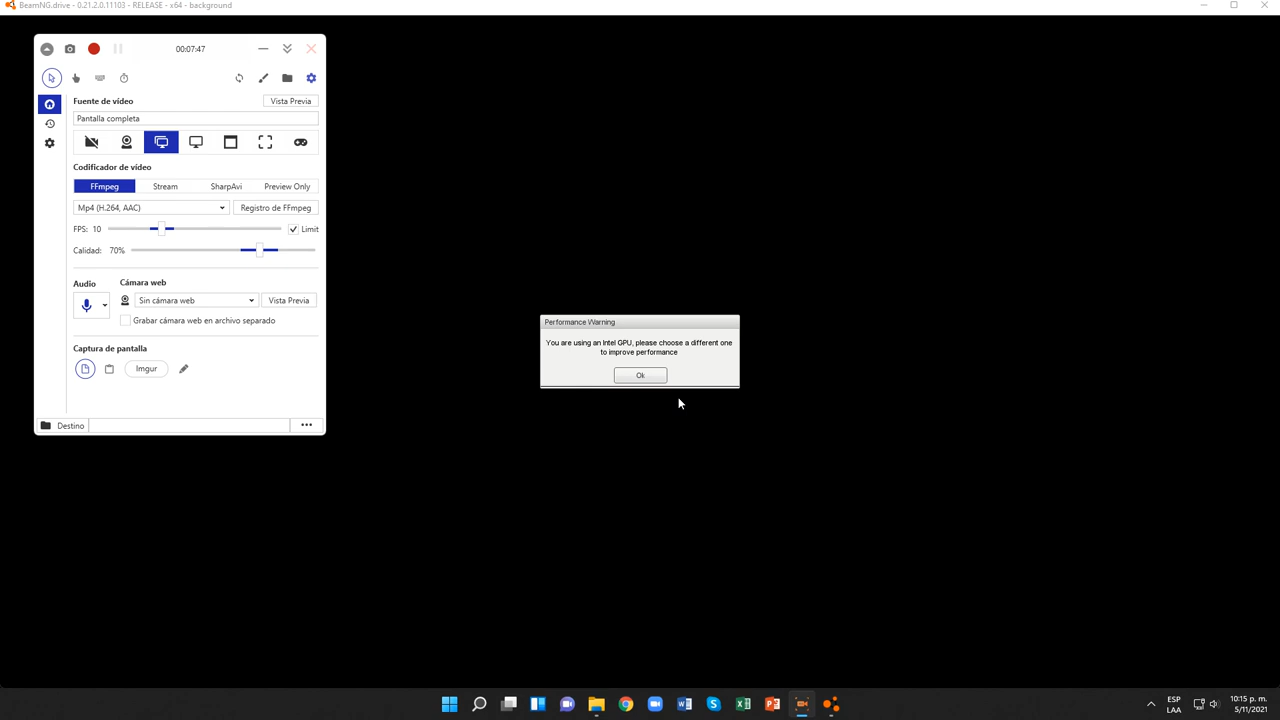 BeamNG.drive - 0.21.2.0.11103 - RELEASE - x64 - background
00:07:47
Fuente de vídeo
Vista Previa
Pantalla completa
Codificador de vídeo
FFmpeg
Stream
SharpAvi
Preview Only
Mp4 (H.264, AAC)
Registro de FFmpeg
FPS: 10
Limit
Calidad: 70%
Audio
Cámara web
Sin cámara web
Vista Previa
Grabar cámara web en archivo separado
Captura de pantalla
Imgur
Destino
Performance Warning
You are using an Intel GPU, please choose a different one
to improve performance
Ok
ESP
LAA
10:15 p. m.
5/11/2021